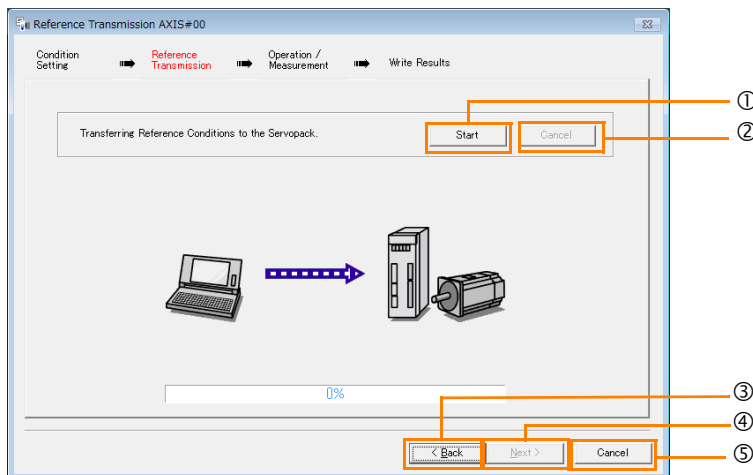 Reference Transmission AXIS#00
Condition Setting
Reference Transmission
Operation / Measurement
Write Results
Transferring Reference Conditions to the Servopack.
Start
Cancel
①
②
0%
③
④
⑤
< Back
Next >
Cancel